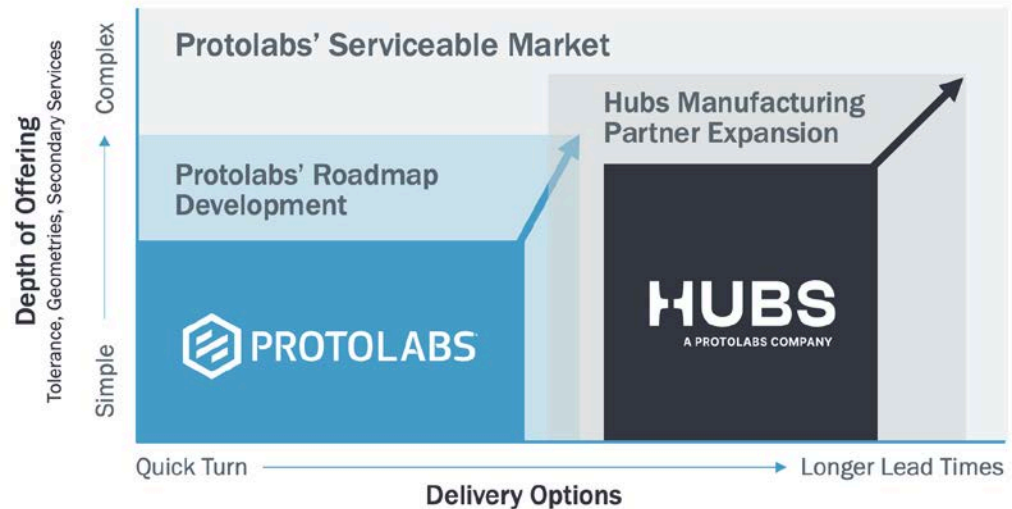 Protolabs' Serviceable Market
Hubs Manufacturing
Partner Expansion
Protolabs' Roadmap
Development
PROTOLABS
HUBS
A PROTOLABS COMPANY
Depth of Offering
Tolerance, Geometries, Secondary Services
Complex
Simple
Quick Turn
Longer Lead Times
Delivery Options